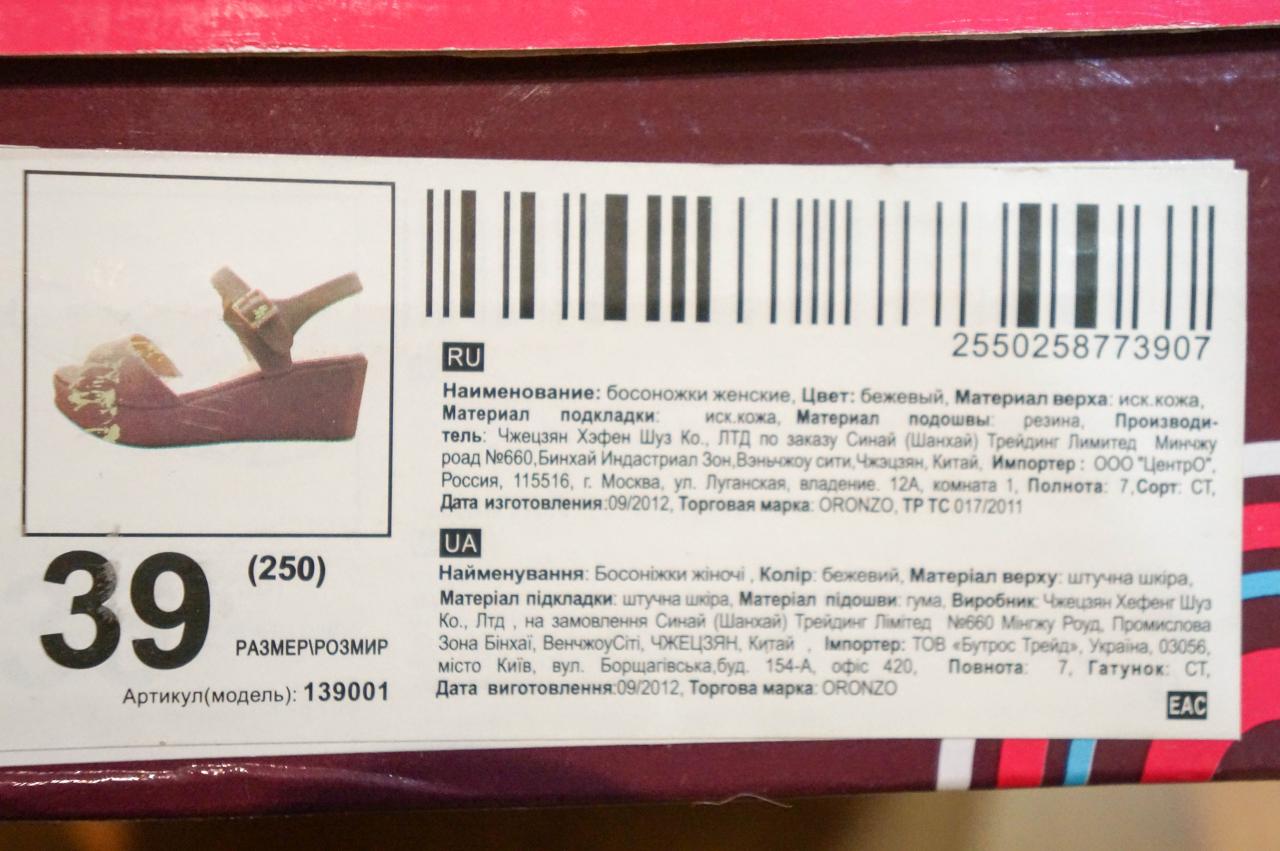 39
(250)
РАЗМЕР\РОЗМИР
Артикул(модель): 139001
2550258773907
RU
Наименование: босоножки женские, Цвет: бежевый, Материал верха: иск.кожа,
Материал подкладки: иск.кожа, Материал подошвы: резина, Производи-
тель: Чжецзян Хэфен Шуз Ко., ЛТД по заказу Синай (Шанхай) Трейдинг Лимитед Минчжу
роад №660,Бинхай Индастриал Зон,Вэньчжоу сити,Чжэцзян, Китай, Импортер : ООО "ЦентрО",
Россия, 115516, г. Москва, ул. Луганская, владение. 12А, комната 1, Полнота: 7,Сорт: СТ,
Дата изготовления:09/2012, Торговая марка: ORONZO, ТР ТС 017/2011
UA
Найменування: Босоніжки жіночі , Колір: бежевий, Матеріал верху: штучна шкіра,
Матеріал підкладки: штучна шкіра, Матеріал підошви: гума, Виробник: Чжецзян Хефенг Шуз
Ко., Лтд , на замовлення Синай (Шанхай) Трейдінг Лімітед №660 Мінгжу Роуд, Промислова
Зона Бінхаї, ВенчжоуСіті, ЧЖЕЦЗЯН, Китай , Імпортер: ТОВ «Бутрос Трейд», Україна, 03056,
місто Київ, вул. Борщагівська,буд. 154-А, офіс 420, Повнота: 7, Гатунок: СТ,
Дата виготовлення:09/2012, Торгова марка: ORONZO
EAC